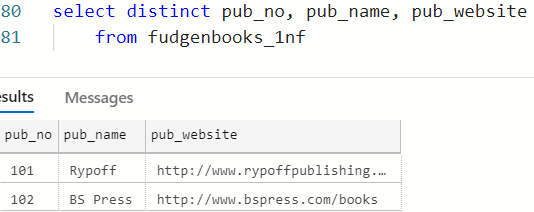 80 select distinct pub_no, pub_name, pub_website
81 from fudgenbooks_1nf
esults Messages
pub_no pub_name pub_website
101 Rypoff http://www.rypoffpublishing....
102 BS Press http://www.bspress.com/books